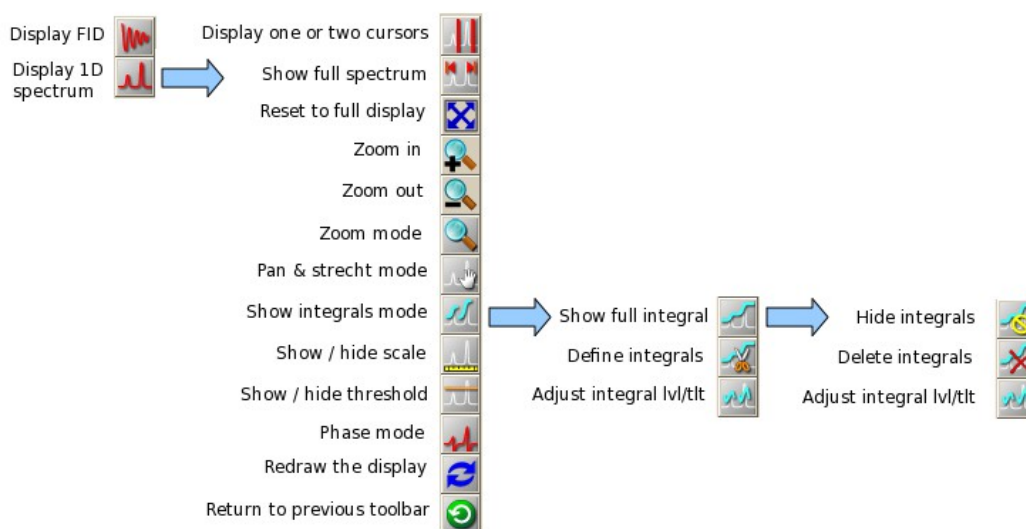 Display FID
Display 1D
spectrum
Display one or two cursors
Show full spectrum
Reset to full display
Zoom in
Zoom out
Zoom mode
Pan & strecht mode
Show integrals mode
Show / hide scale
Show / hide threshold
Phase mode
Redraw the display
Return to previous toolbar
Show full integral
Define integrals
Adjust integral lvl/tlt
Hide integrals
Delete integrals
Adjust integral lvl/tlt